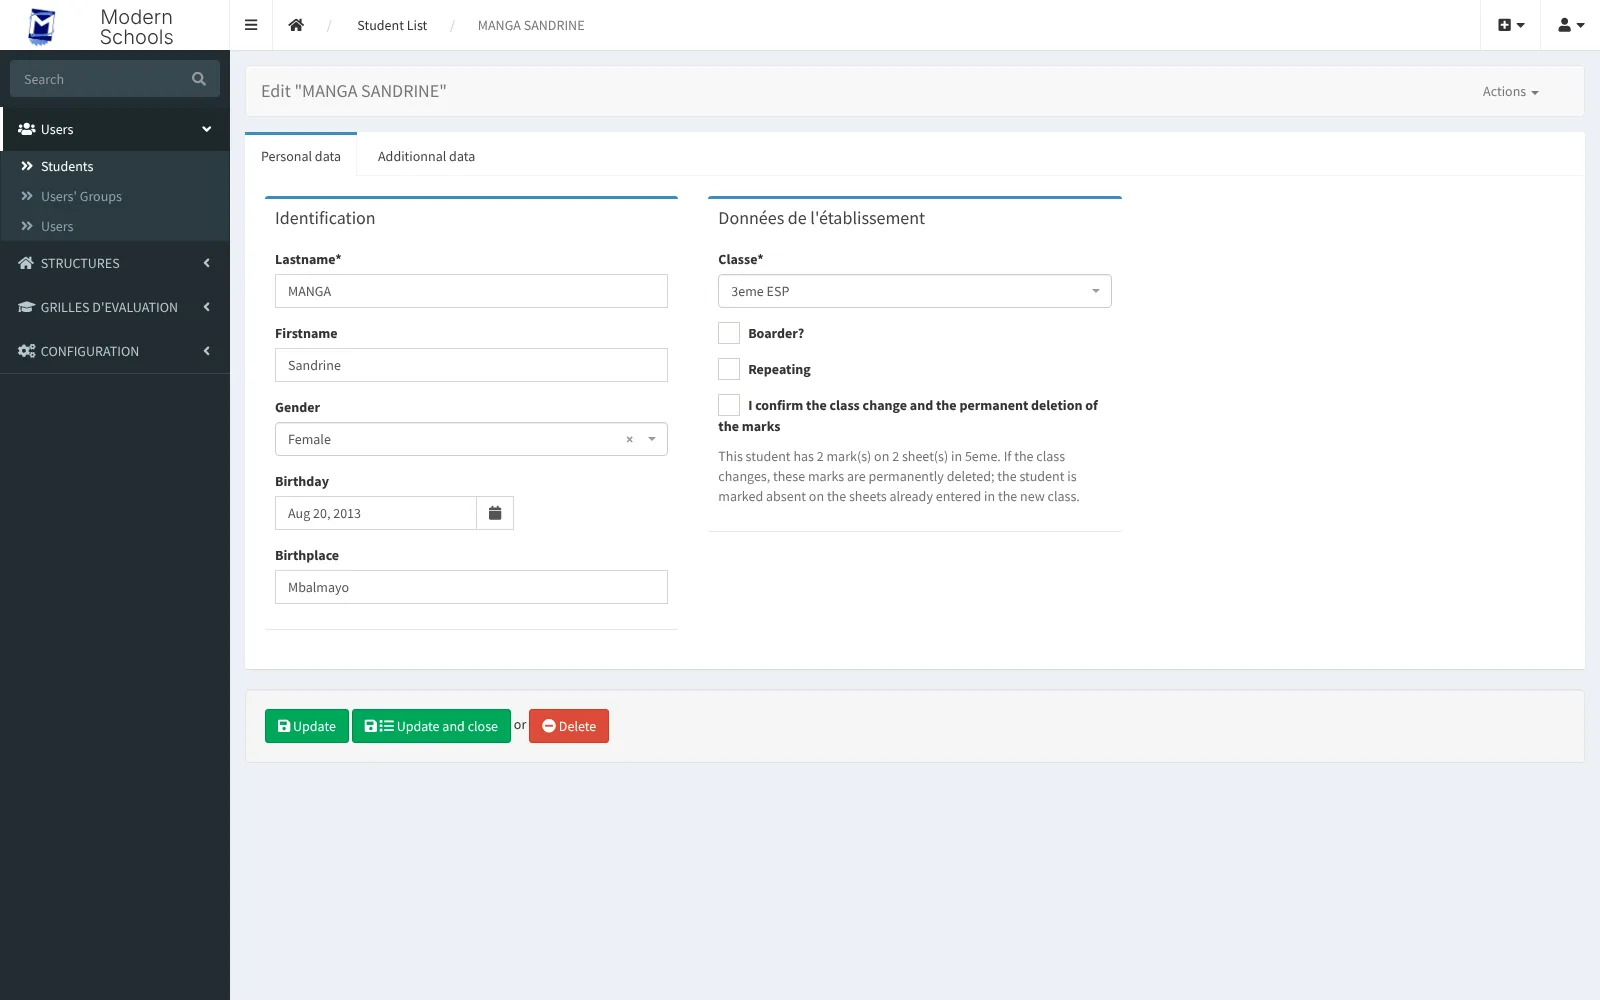 Modern
Schools
Student List
MANGA SANDRINE
Search
Users
Students
Users' Groups
Users
STRUCTURES
GRILLES D'EVALUATION
CONFIGURATION
Edit "MANGA SANDRINE"
Actions
Personal data
Additionnal data
Identification
Lastname*
MANGA
Firstname
Sandrine
Gender
Female
Birthday
Aug 20, 2013
Birthplace
Mbalmayo
Données de l'établissement
Classe*
3eme ESP
Boarder?
Repeating
I confirm the class change and the permanent deletion of
the marks
This student has 2 mark(s) on 2 sheet(s) in 5eme. If the class
changes, these marks are permanently deleted; the student is
marked absent on the sheets already entered in the new class.
Update
Update and close
or
Delete